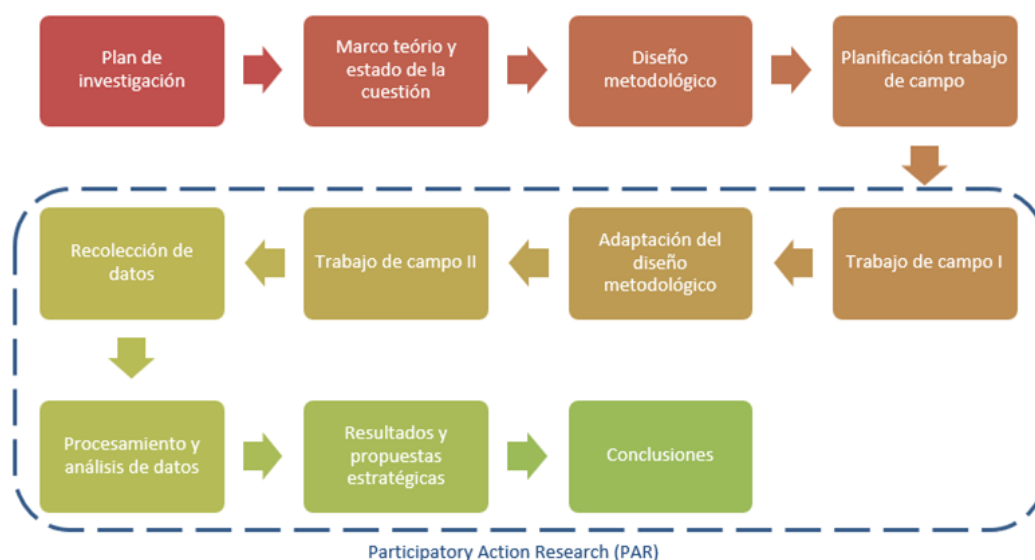 Plan de
investigación
Marco teório y
estado de la
cuestión
Diseño
metodológico
Planificación trabajo
de campo
Trabajo de campo I
Adaptación del
diseño
metodológico
Trabajo de campo II
Recolección de
datos
Procesamiento y
análisis de datos
Resultados y
propuestas
estratégicas
Conclusiones
Participatory Action Research (PAR)